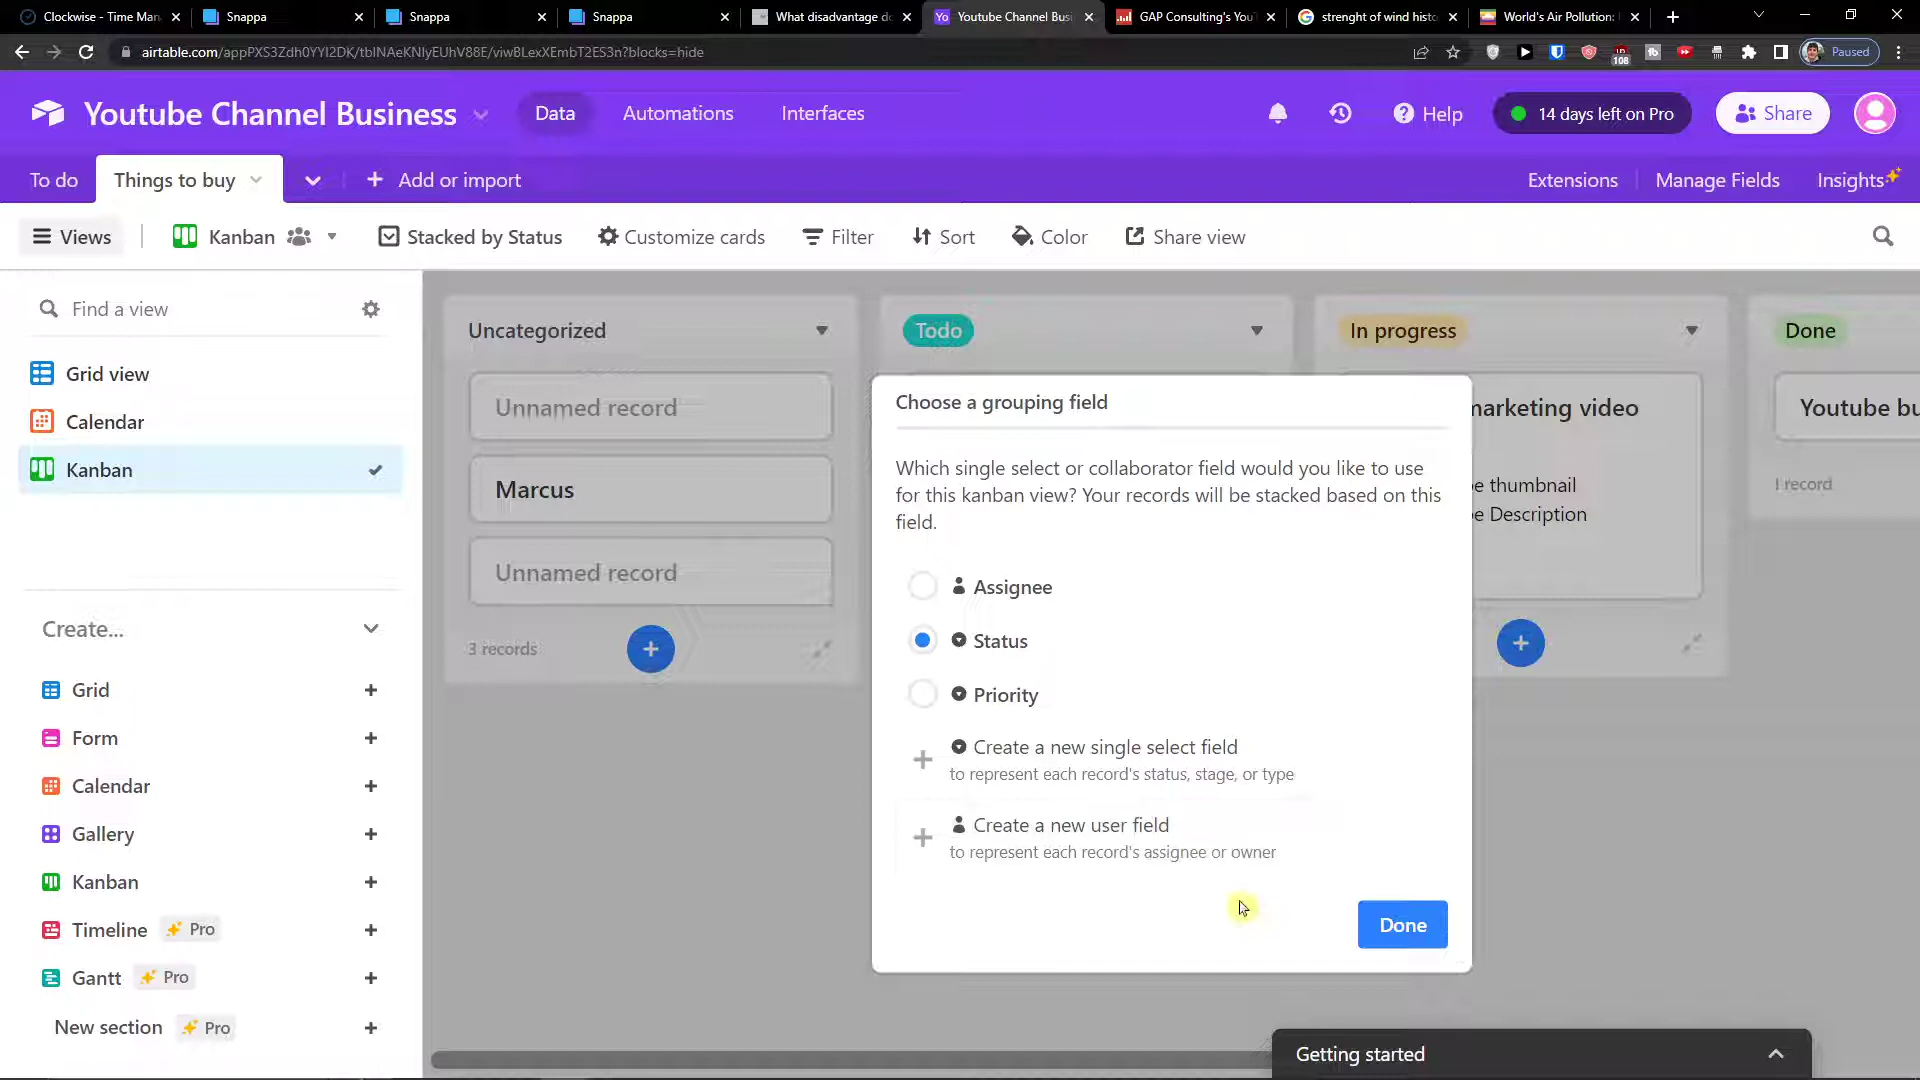 Clockwise - Time Man
Snappa
Snappa
Snappa
What disadvantage do
Youtube Channel Busi
GAP Consulting's You
strenght of wind histo
World's Air Pollution:
airtable.com/appPXS3Zdh0YYI2DK/tblNAeKNlyEUhV88E/viwBLexXEmbT2ES3n?blocks=hide
108
Paused
Youtube Channel Business
Data
Automations
Interfaces
Help
14 days left on Pro
Share
To do
Things to buy
Add or import
Extensions
Manage Fields
Insights
Views
Kanban
Stacked by Status
Customize cards
Filter
Sort
Color
Share view
Find a view
Grid view
Calendar
Kanban
Create...
Grid
Form
Calendar
Gallery
Kanban
Timeline Pro
Gantt Pro
New section Pro
Uncategorized
Unnamed record
Marcus
Unnamed record
3 records
Todo
In progress
marketing video
e thumbnail
e Description
Done
Youtube bu
1 record
Choose a grouping field
Which single select or collaborator field would you like to use
for this kanban view? Your records will be stacked based on this
field.
Assignee
Status
Priority
Create a new single select field
to represent each record's status, stage, or type
Create a new user field
to represent each record's assignee or owner
Done
Getting started